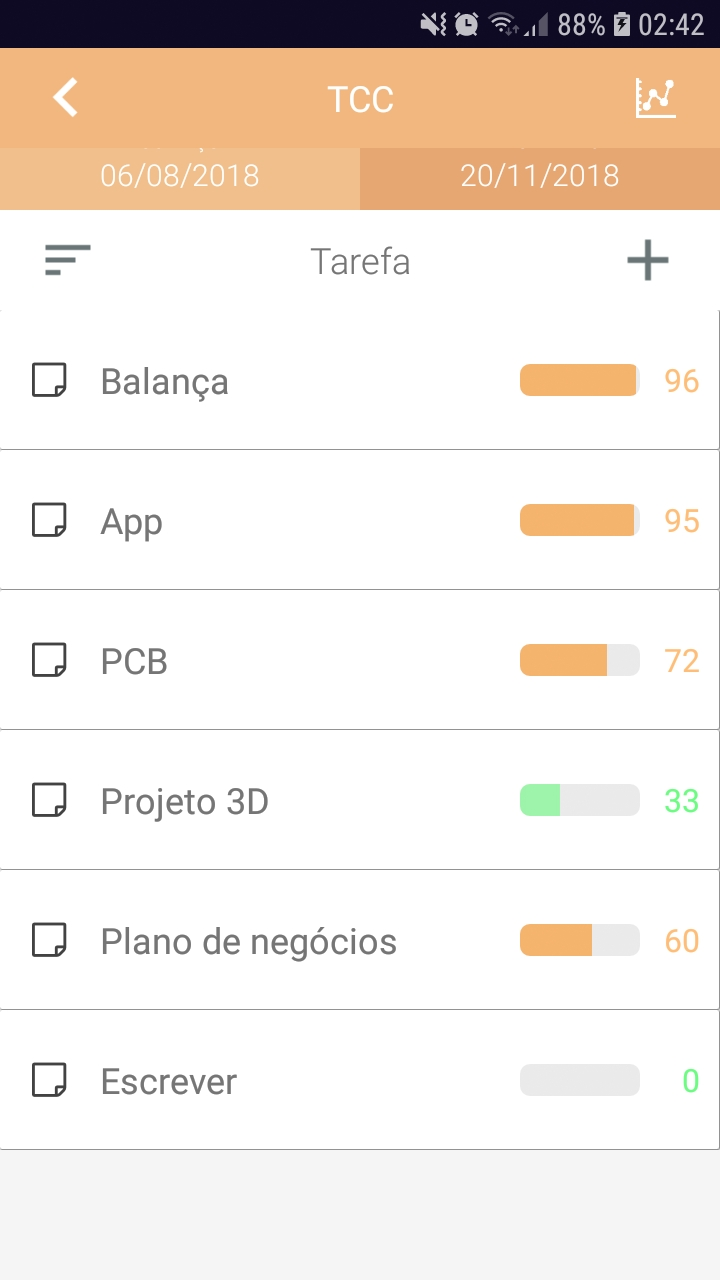 88% 02:42
TCC
06/08/2018 20/11/2018
Tarefa
Balança 96
App 95
PCB 72
Projeto 3D 33
Plano de negócios 60
Escrever 0